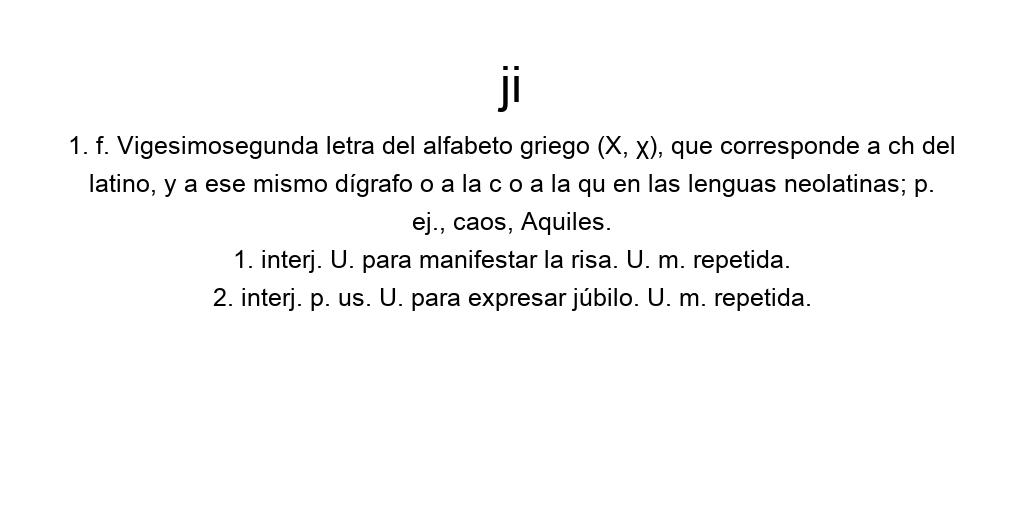 ji
1. f. Vigesimosegunda letra del alfabeto griego (Χ, χ), que corresponde a ch del
latino, y a ese mismo dígrafo o a la c o a la qu en las lenguas neolatinas; p.
ej., caos, Aquiles.
1. interj. U. para manifestar la risa. U. m. repetida.
2. interj. p. us. U. para expresar júbilo. U. m. repetida.